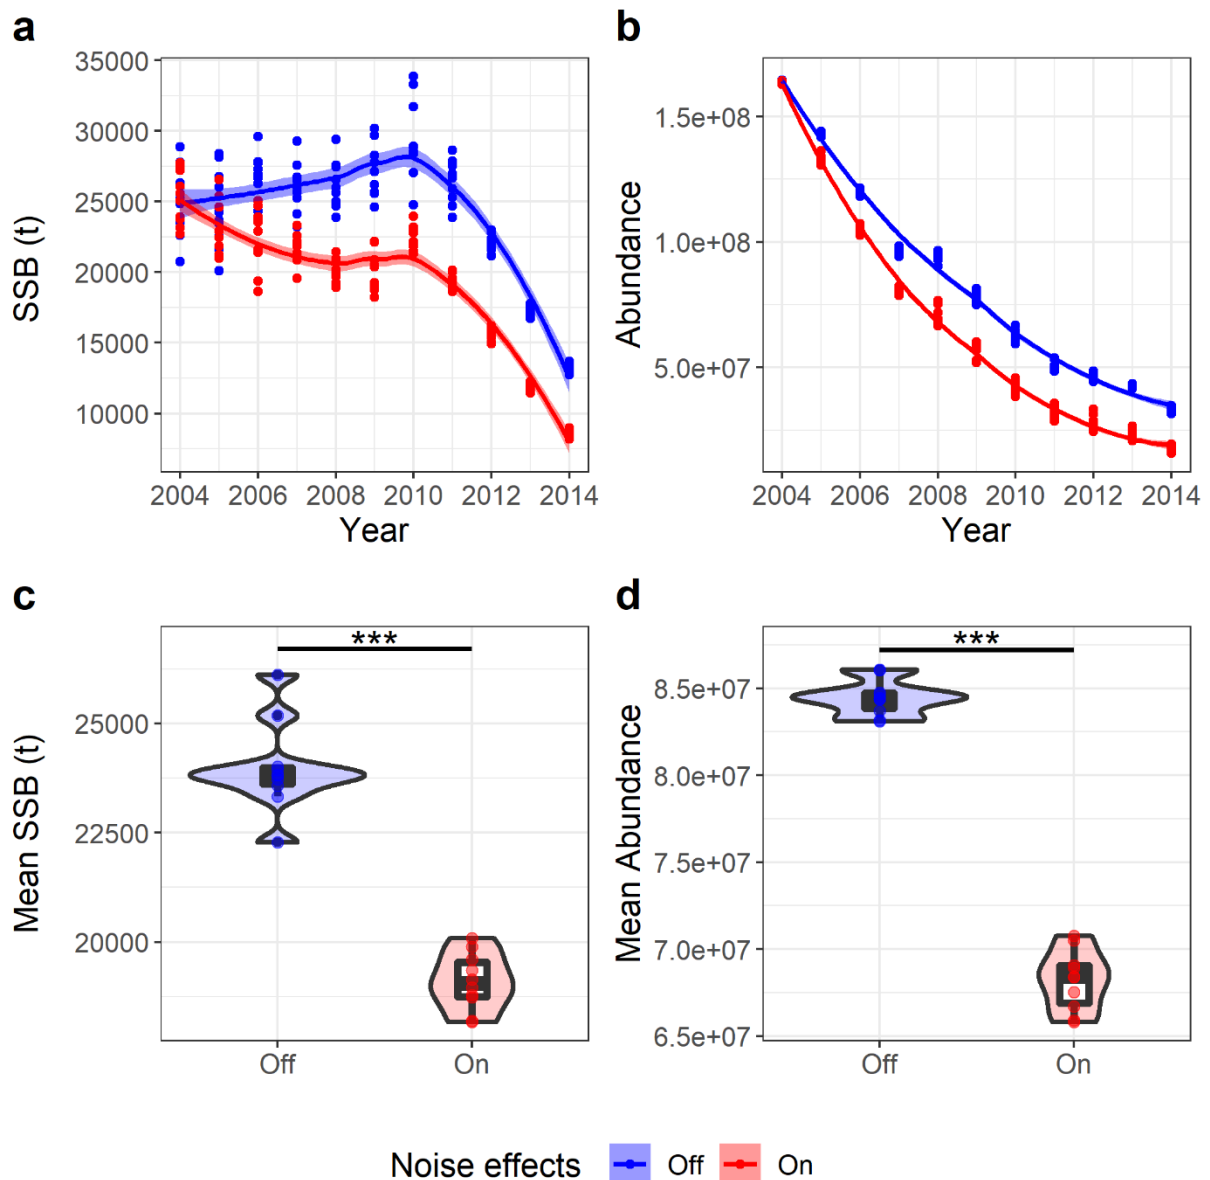 a
b
SSB (t)
35000
30000
25000
20000
15000
10000
2004 2006 2008 2010 2012 2014
Year
Abundance
1.5e+08
1.0e+08
5.0e+07
2004 2006 2008 2010 2012 2014
Year
c
d
Mean SSB (t)
25000
22500
20000
***
Off On
Mean Abundance
8.5e+07
8.0e+07
7.5e+07
7.0e+07
6.5e+07
***
Off On
Noise effects Off On